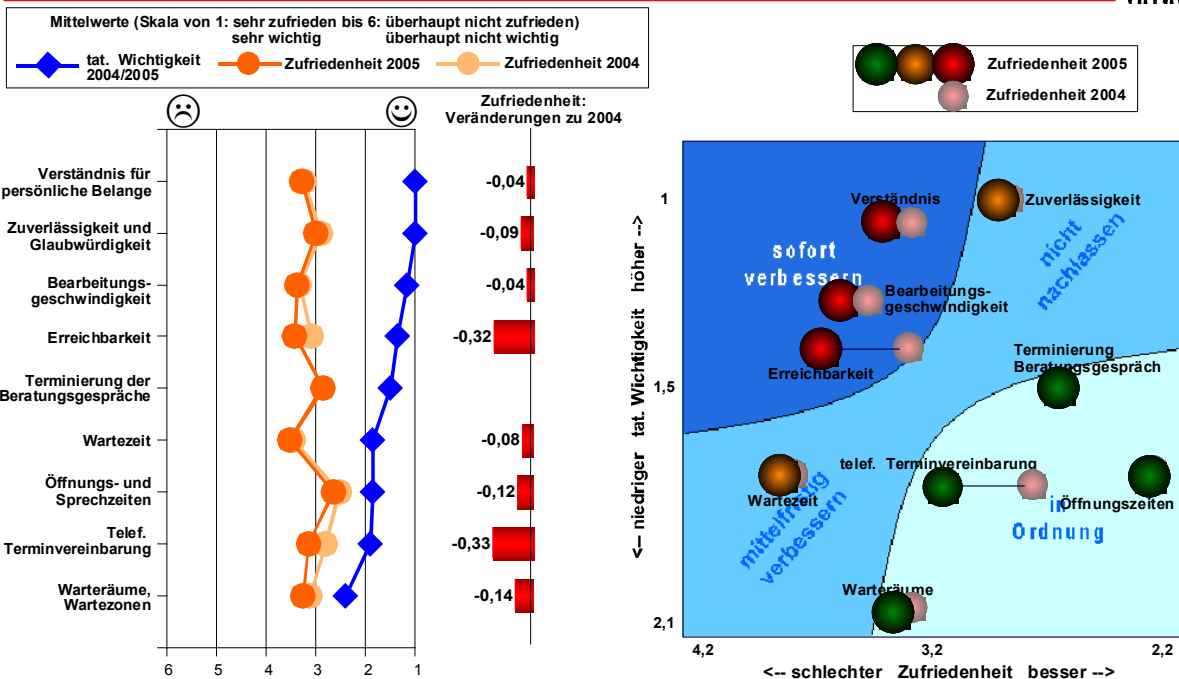 Mittelwerte (Skala von 1: sehr zufrieden bis 6: überhaupt nicht zufrieden)
sehr wichtig überhaupt nicht wichtig
tat. Wichtigkeit
2004/2005
Zufriedenheit 2005
Zufriedenheit 2004
Zufriedenheit:
Veränderungen zu 2004
Verständnis für
persönliche Belange
-0,04
Zuverlässigkeit und
Glaubwürdigkeit
-0,09
Bearbeitungs-
geschwindigkeit
-0,04
Erreichbarkeit
-0,32
Terminierung der
Beratungsgespräche
Wartezeit
-0,08
Öffnungs- und
Sprechzeiten
-0,12
Telef.
Terminvereinbarung
-0,33
Warteräume,
Wartezonen
-0,14
6 5 4 3 2 1
Zufriedenheit 2005
Zufriedenheit 2004
<-- niedriger tat. Wichtigkeit höher -->
1
1,5
2,1
Verständnis
Zuverlässigkeit
sofort
verbessern
nicht
nachlassen
Bearbeitungs-
geschwindigkeit
Erreichbarkeit
Terminierung
Beratungsgespräch
telef. Terminvereinbarung
Wartezeit
Öffnungszeiten
mittelfristig
verbessern
in
Ordnung
Warteräume
4,2 3,2 2,2
<-- schlechter Zufriedenheit besser -->